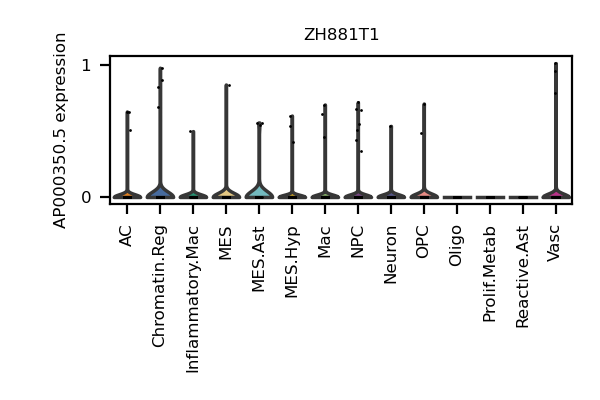 ZH881T1
AP000350.5 expression
1
0
AC
Chromatin.Reg
Inflammatory.Mac
MES
MES.Ast
MES.Hyp
Mac
NPC
Neuron
OPC
Oligo
Prolif.Metab
Reactive.Ast
Vasc